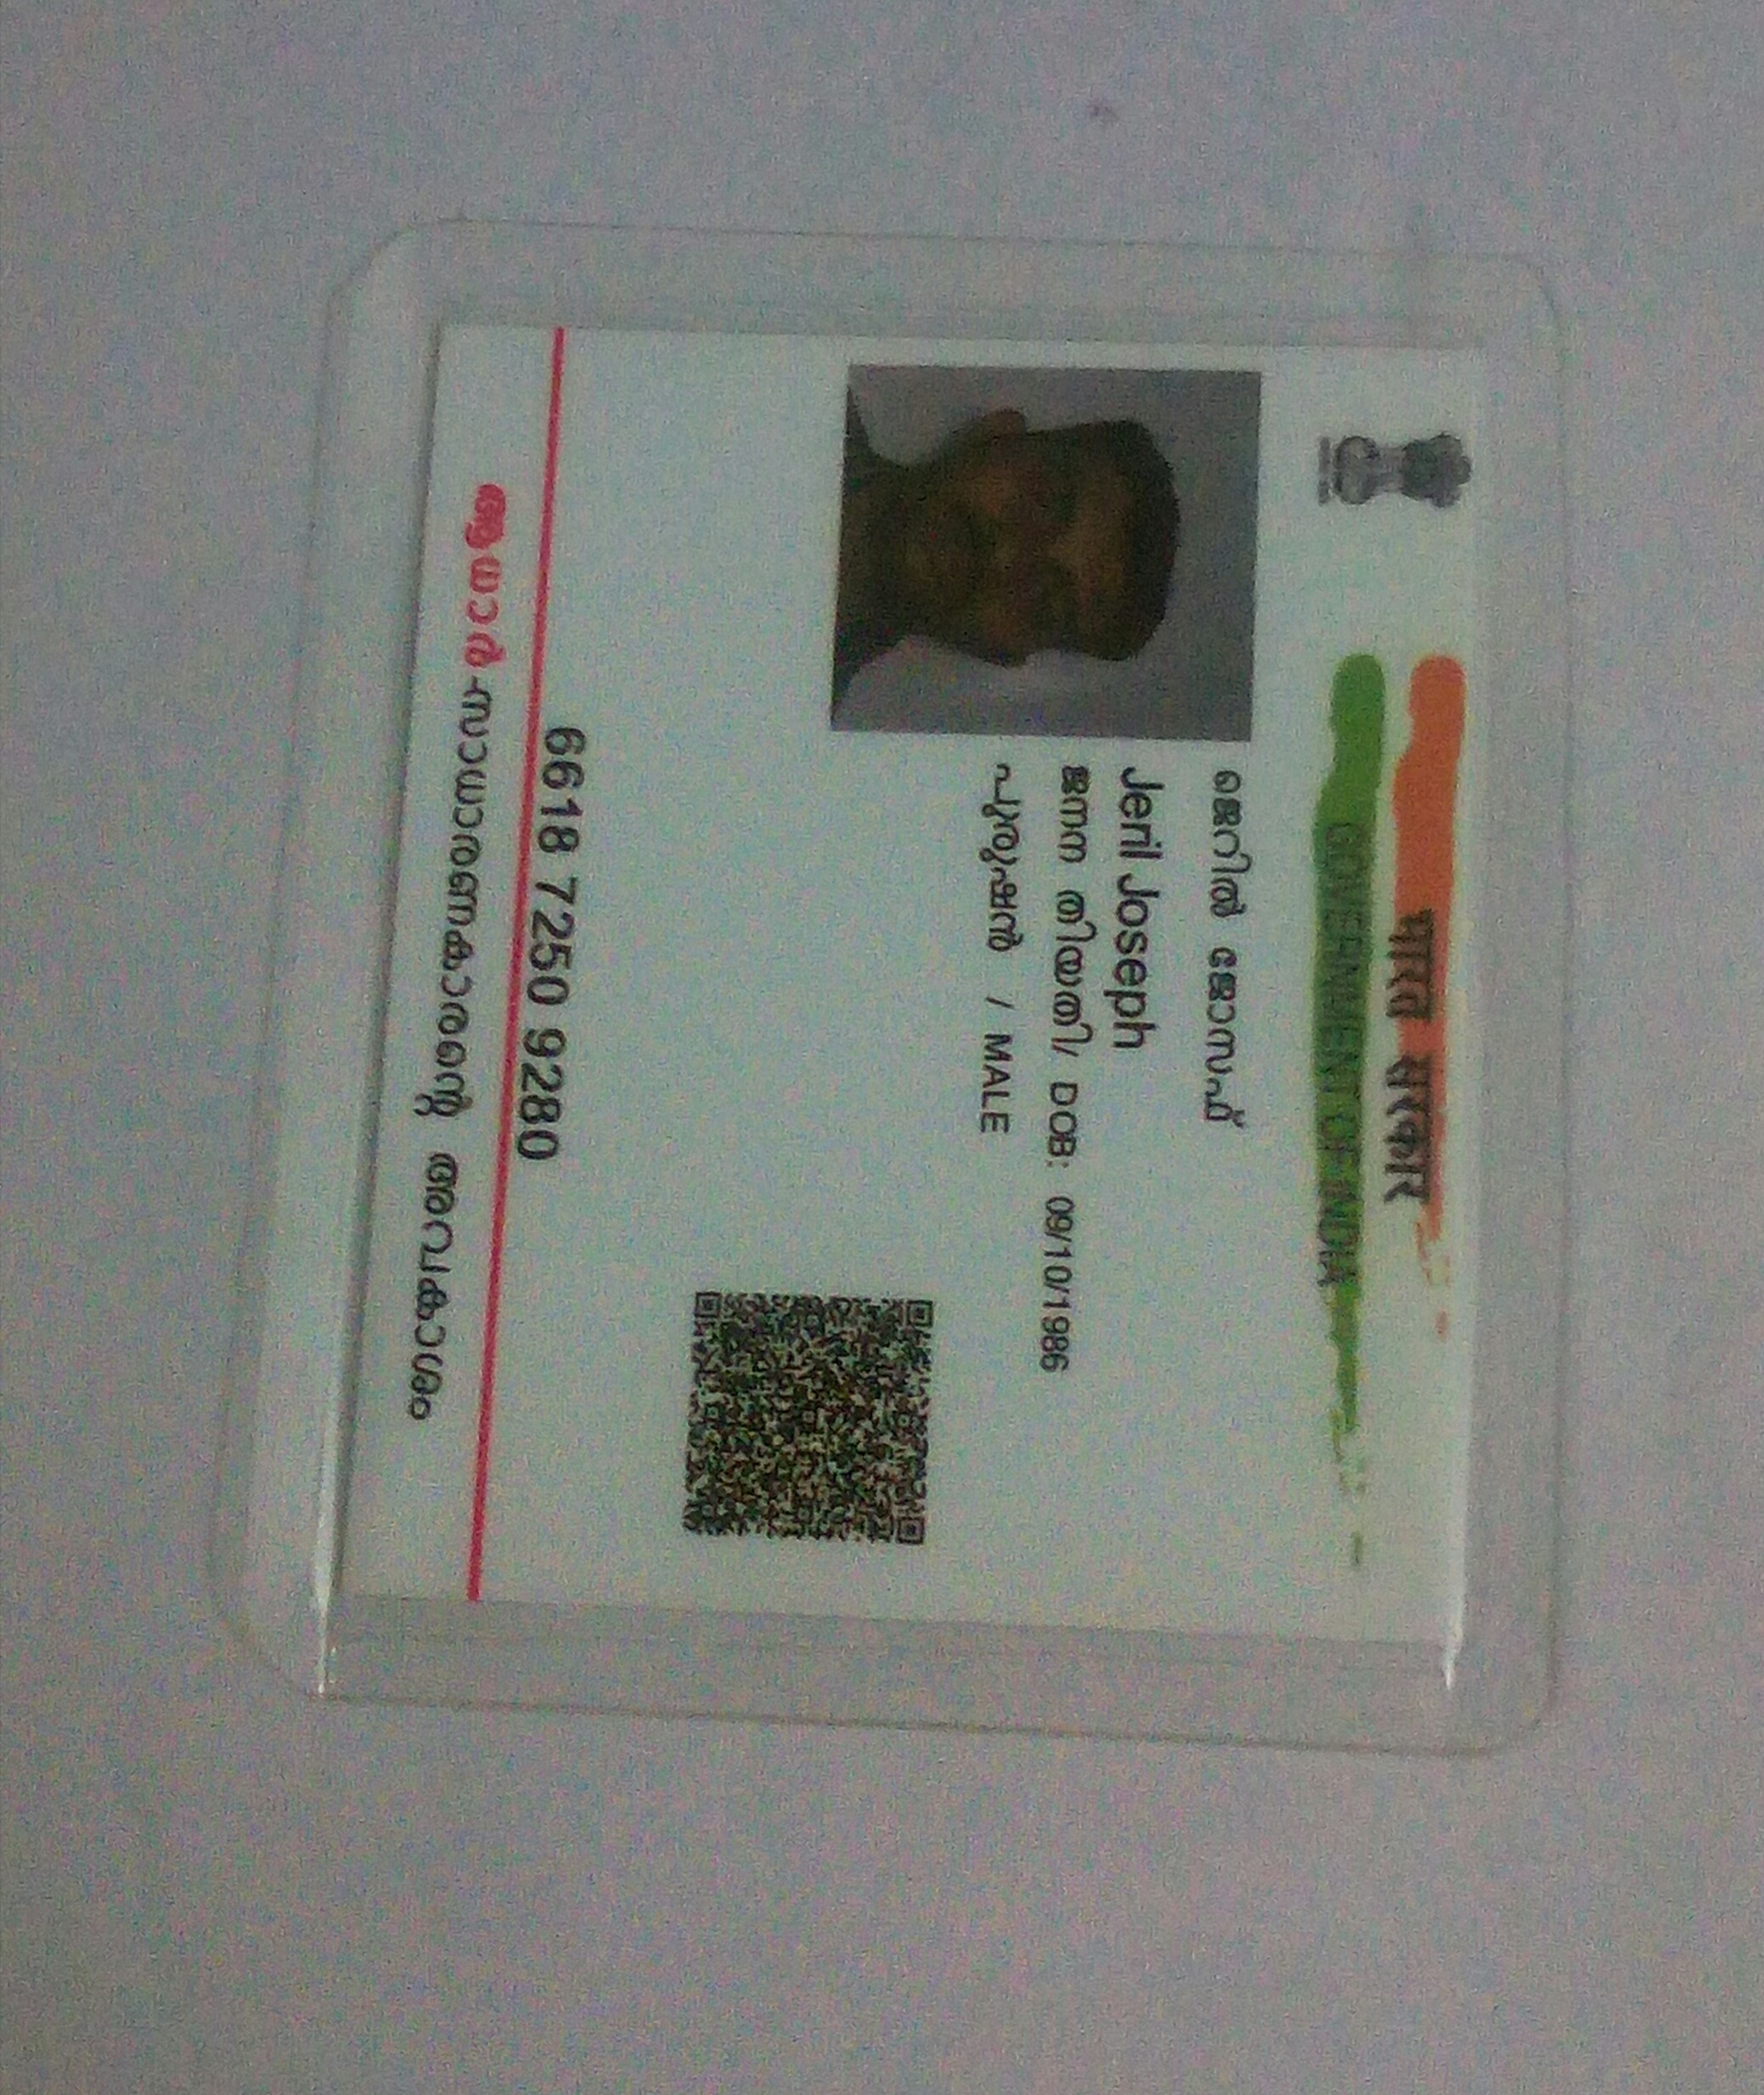 भारत सरकार
GOVERNMENT OF INDIA
ജെറിൽ ജോസഫ്
Jeril Joseph
ജനന തിയതി/ DOB: 09/10/1986
പുരുഷൻ / MALE
6618 7250 9280
ആധാർ-സാധാരണകാരന്റെ അവകാശം